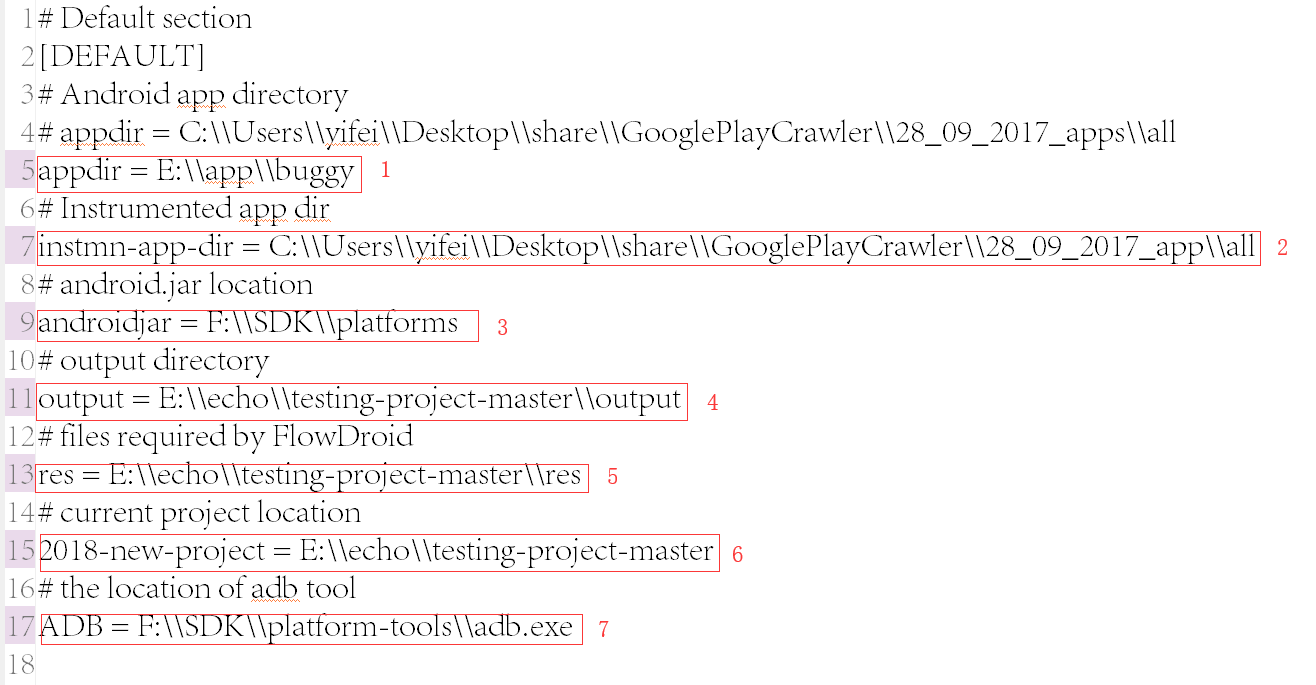 1 # Default section
2 [DEFAULT]
3 # Android app directory
4 # appdir = C:\\Users\\yifei\\Desktop\\share\\GooglePlayCrawler\\28_09_2017_apps\\all
5 appdir = E:\\app\\buggy 1
6 # Instrumented app dir
7 instmn-app-dir = C:\\Users\\yifei\\Desktop\\share\\GooglePlayCrawler\\28_09_2017_app\\all 2
8 # android.jar location
9 androidjar = F:\\SDK\\platforms 3
10 # output directory
11 output = E:\\echo\\testing-project-master\\output 4
12 # files required by FlowDroid
13 res = E:\\echo\\testing-project-master\\res 5
14 # current project location
15 2018-new-project = E:\\echo\\testing-project-master 6
16 # the location of adb tool
17 ADB = F:\\SDK\\platform-tools\\adb.exe 7
18